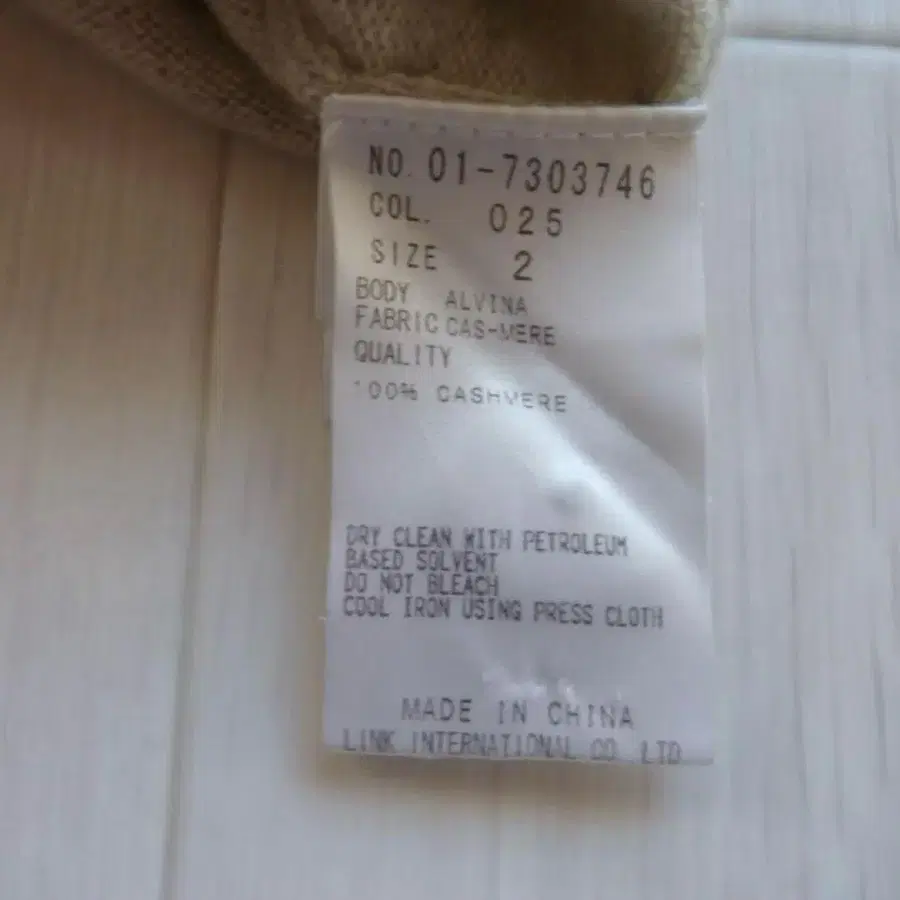 NO. 01-7303746
COL. 025
SIZE 2
BODY ALVINA
FABRIC CAS-MERE
QUALITY
100% CASHMERE
DRY CLEAN WITH PETROLEUM
BASED SOLVENT
DO NOT BLEACH
COOL IRON USING PRESS CLOTH
MADE IN CHINA
LINK INTERNATIONAL CO. LTD